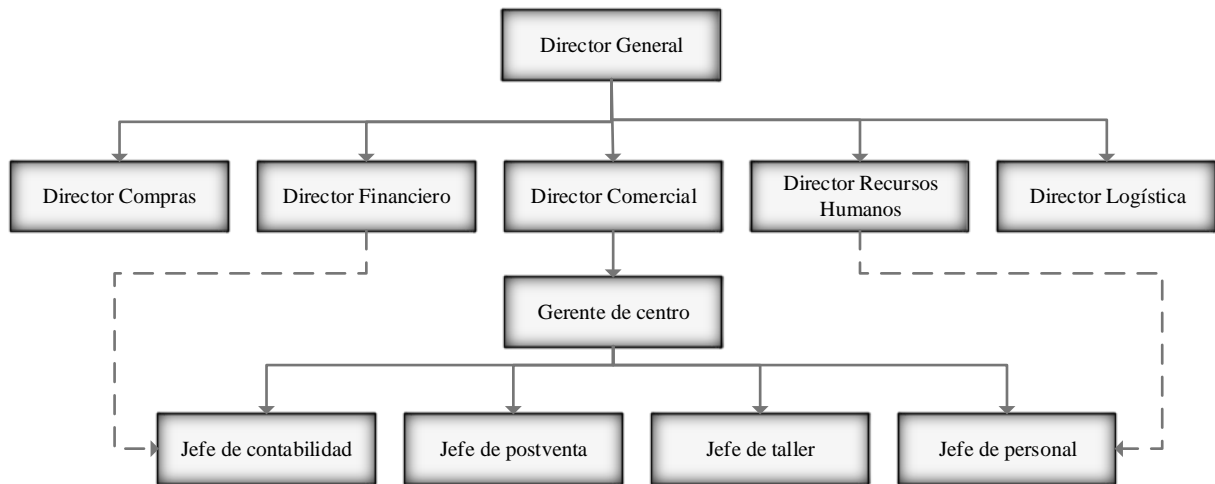 Director General
Director Compras
Director Financiero
Director Comercial
Director Recursos
Humanos
Director Logística
Gerente de centro
Jefe de contabilidad
Jefe de postventa
Jefe de taller
Jefe de personal